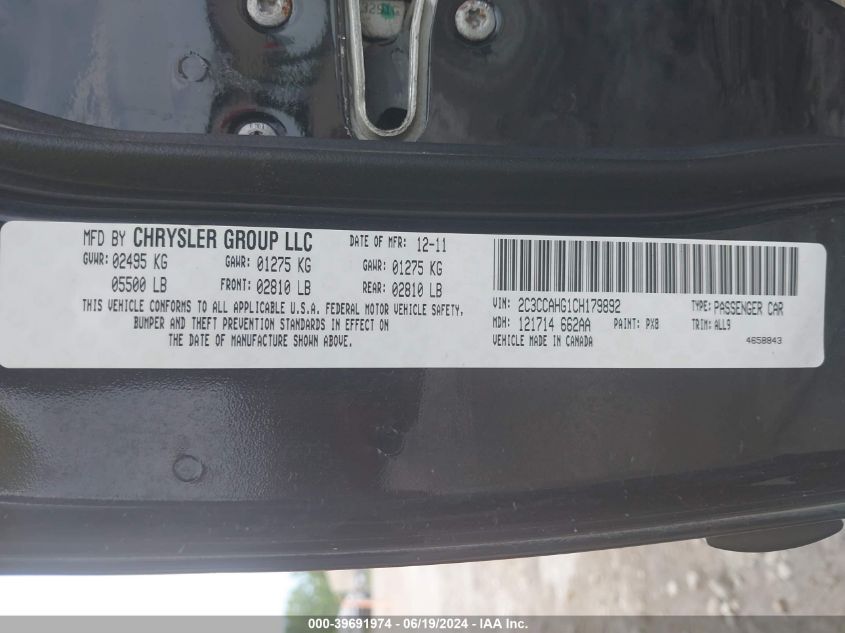 MFD BY CHRYSLER GROUP LLC DATE OF MFR: 12-11
GVWR: 02495 KG GAWR: 01275 KG GAWR: 01275 KG
05500 LB FRONT: 02810 LB REAR: 02810 LB
THIS VEHICLE CONFORMS TO ALL APPLICABLE U.S.A. FEDERAL MOTOR VEHICLE SAFETY,
BUMPER AND THEFT PREVENTION STANDARDS IN EFFECT ON
THE DATE OF MANUFACTURE SHOWN ABOVE.
VIN: 2C3CCAHG1CH179892 TYPE: PASSENGER CAR
MDH: 121714 662AA PAINT: PX8 TRIM: ALL9
VEHICLE MADE IN CANADA 4658843
000-39691974 - 06/19/2024 - IAA Inc.